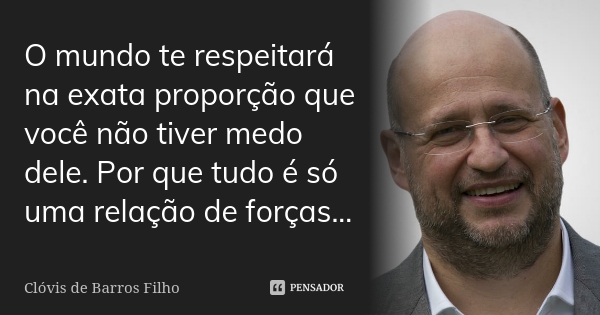 O mundo te respeitará
na exata proporção que
você não tiver medo
dele. Por que tudo é só
uma relação de forças...
Clóvis de Barros Filho
PENSADOR